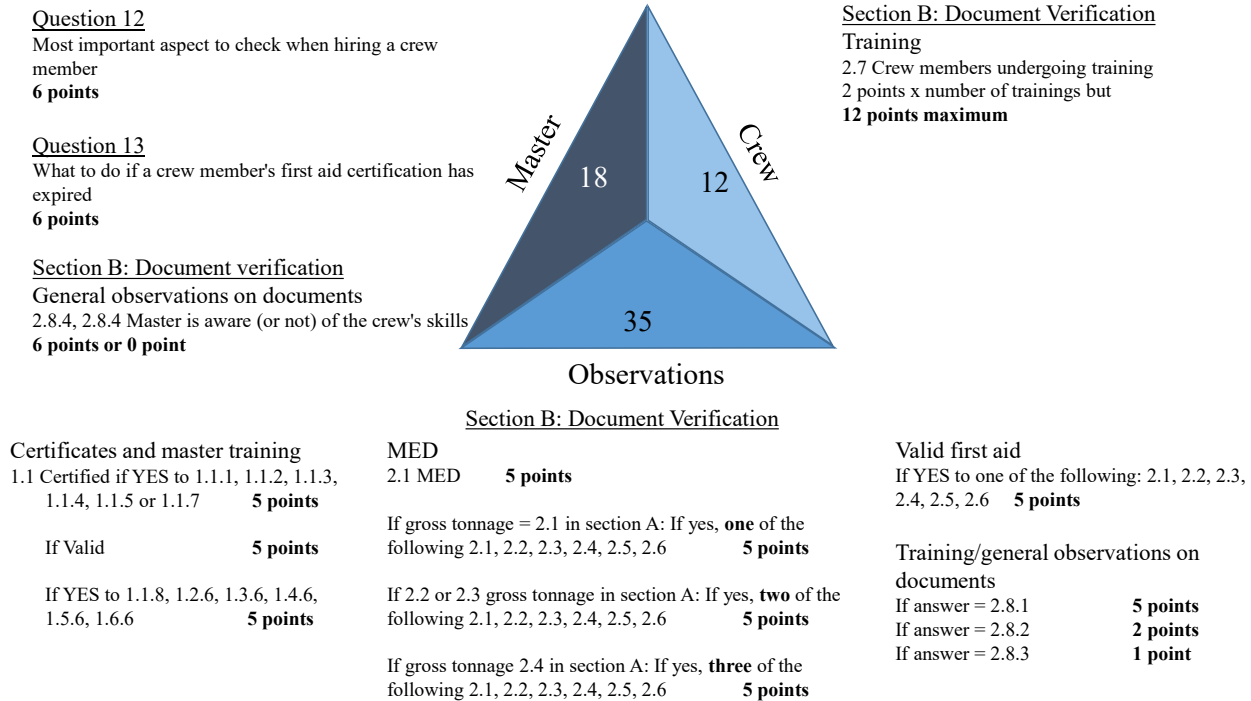 Question 12
Most important aspect to check when hiring a crew
member
6 points
Question 13
What to do if a crew member's first aid certification has
expired
6 points
Section B: Document verification
General observations on documents
2.8.4, 2.8.4 Master is aware (or not) of the crew's skills
6 points or 0 point
Master
18
Crew
12
35
Observations
Section B: Document Verification
Training
2.7 Crew members undergoing training
2 points x number of trainings but
12 points maximum
Section B: Document Verification
Certificates and master training
1.1 Certified if YES to 1.1.1, 1.1.2, 1.1.3,
1.1.4, 1.1.5 or 1.1.7 5 points
If Valid 5 points
If YES to 1.1.8, 1.2.6, 1.3.6, 1.4.6,
1.5.6, 1.6.6 5 points
MED
2.1 MED 5 points
If gross tonnage = 2.1 in section A: If yes, one of the
following 2.1, 2.2, 2.3, 2.4, 2.5, 2.6 5 points
If 2.2 or 2.3 gross tonnage in section A: If yes, two of the
following 2.1, 2.2, 2.3, 2.4, 2.5, 2.6 5 points
If gross tonnage 2.4 in section A: If yes, three of the
following 2.1, 2.2, 2.3, 2.4, 2.5, 2.6 5 points
Valid first aid
If YES to one of the following: 2.1, 2.2, 2.3,
2.4, 2.5, 2.6 5 points
Training/general observations on
documents
If answer = 2.8.1 5 points
If answer = 2.8.2 2 points
If answer = 2.8.3 1 point